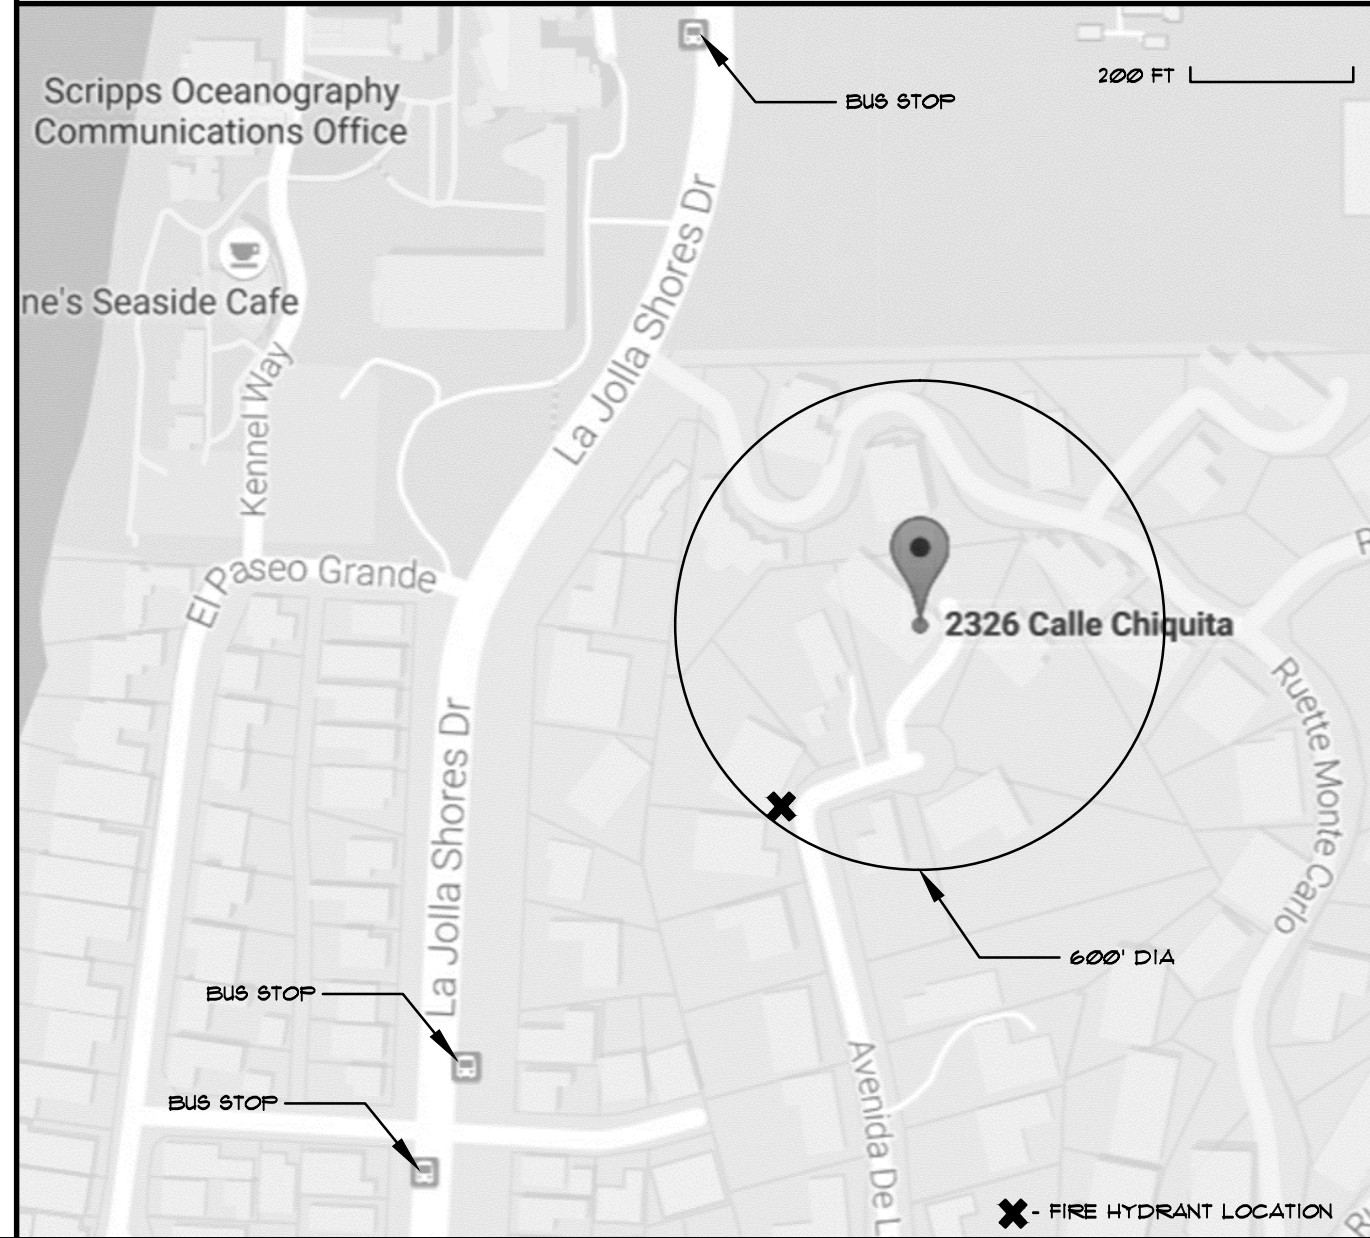 BUS STOP
200 FT
Scripps Oceanography
Communications Office
La Jolla Shores Dr
ne's Seaside Cafe
Kennel Way
El Paseo Grande
2326 Calle Chiquita
Ruette Monte Carlo
La Jolla Shores Dr
600' DIA
BUS STOP
BUS STOP
Avenida De L
X - FIRE HYDRANT LOCATION